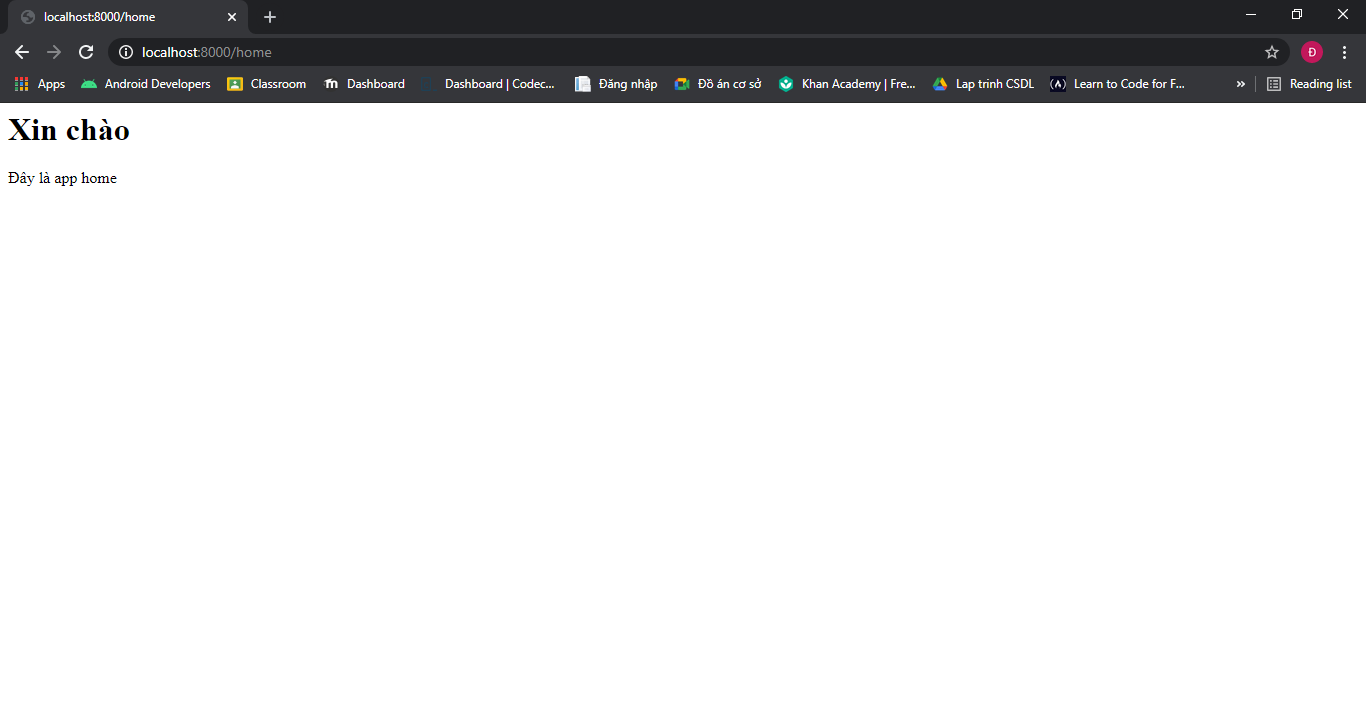 localhost:8000/home
localhost:8000/home
Apps Android Developers Classroom Dashboard Dashboard | Codec... Đăng nhập Đồ án cơ sở Khan Academy | Fre... Lap trinh CSDL Learn to Code for F... » Reading list
Đ
Xin chào
Đây là app home